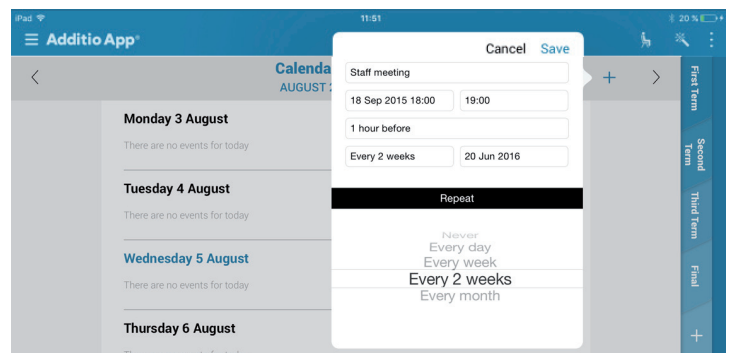 iPad 11:51 20 %
Additio App®
Cancel Save
Calenda
AUGUST
Staff meeting
18 Sep 2015 18:00 19:00
1 hour before
Every 2 weeks 20 Jun 2016
Repeat
Never
Every day
Every week
Every 2 weeks
Every month
+
Monday 3 August
There are no events for today
Tuesday 4 August
There are no events for today
Wednesday 5 August
There are no events for today
Thursday 6 August
First Term
Second
Term
Third Term
Final
+